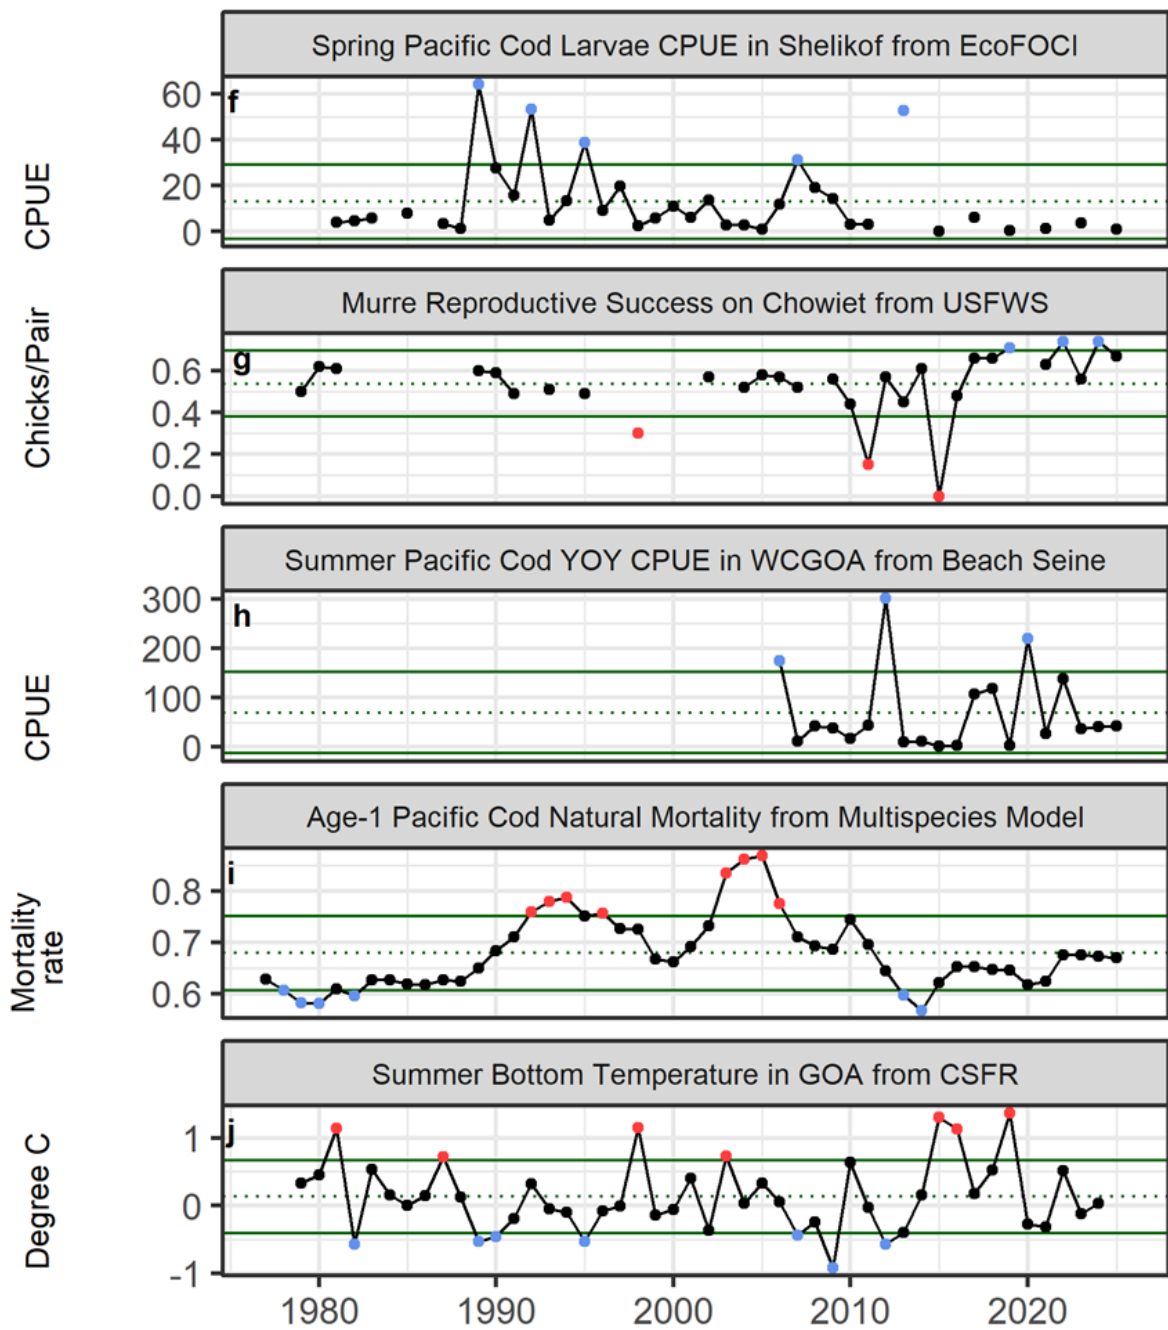 Spring Pacific Cod Larvae CPUE in Shelikof from EcoFOCI
f
CPUE
60
40
20
0
Murre Reproductive Success on Chowiet from USFWS
g
Chicks/Pair
0.6
0.4
0.2
0.0
Summer Pacific Cod YOY CPUE in WCGOA from Beach Seine
h
CPUE
300
200
100
0
Age-1 Pacific Cod Natural Mortality from Multispecies Model
i
Mortality
rate
0.8
0.7
0.6
Summer Bottom Temperature in GOA from CSFR
j
Degree C
1
0
-1
1980 1990 2000 2010 2020